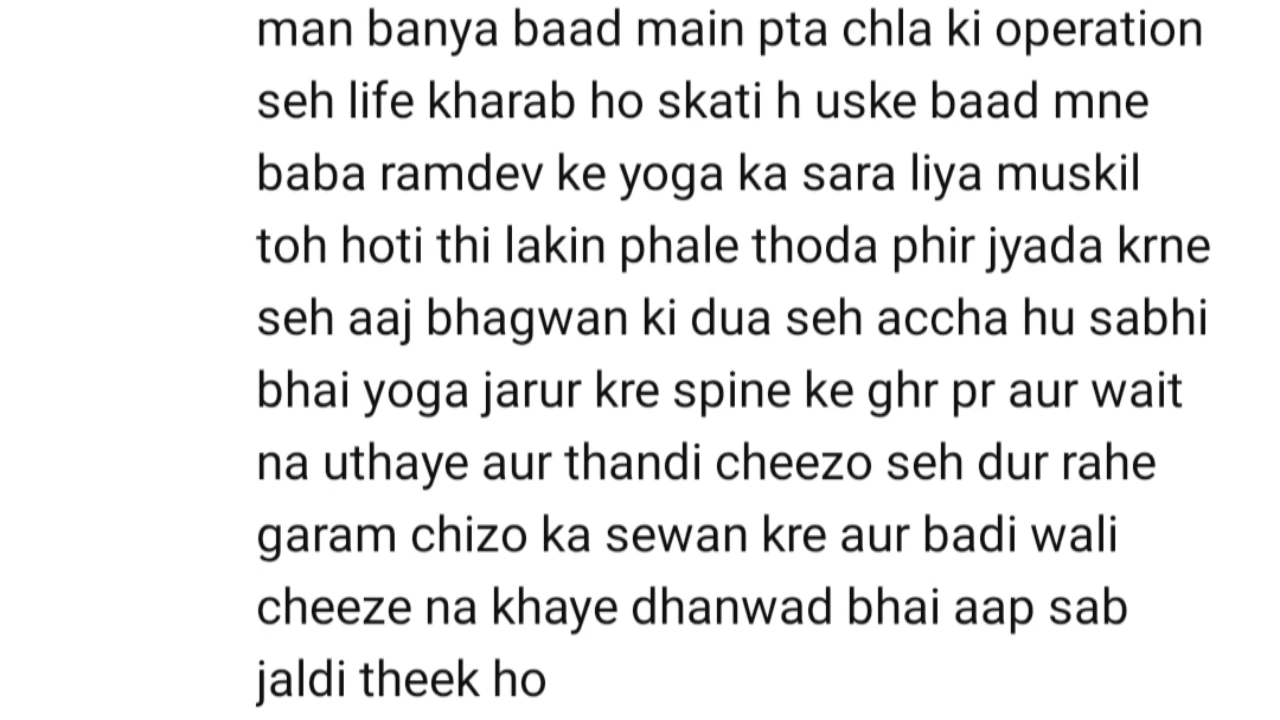 man banya baad main pta chla ki operation
seh life kharab ho skati h uske baad mne
baba ramdev ke yoga ka sara liya muskil
toh hoti thi lakin phale thoda phir jyada krne
seh aaj bhagwan ki dua seh accha hu sabhi
bhai yoga jarur kre spine ke ghr pr aur wait
na uthaye aur thandi cheezo seh dur rahe
garam chizo ka sewan kre aur badi wali
cheeze na khaye dhanwad bhai aap sab
jaldi theek ho